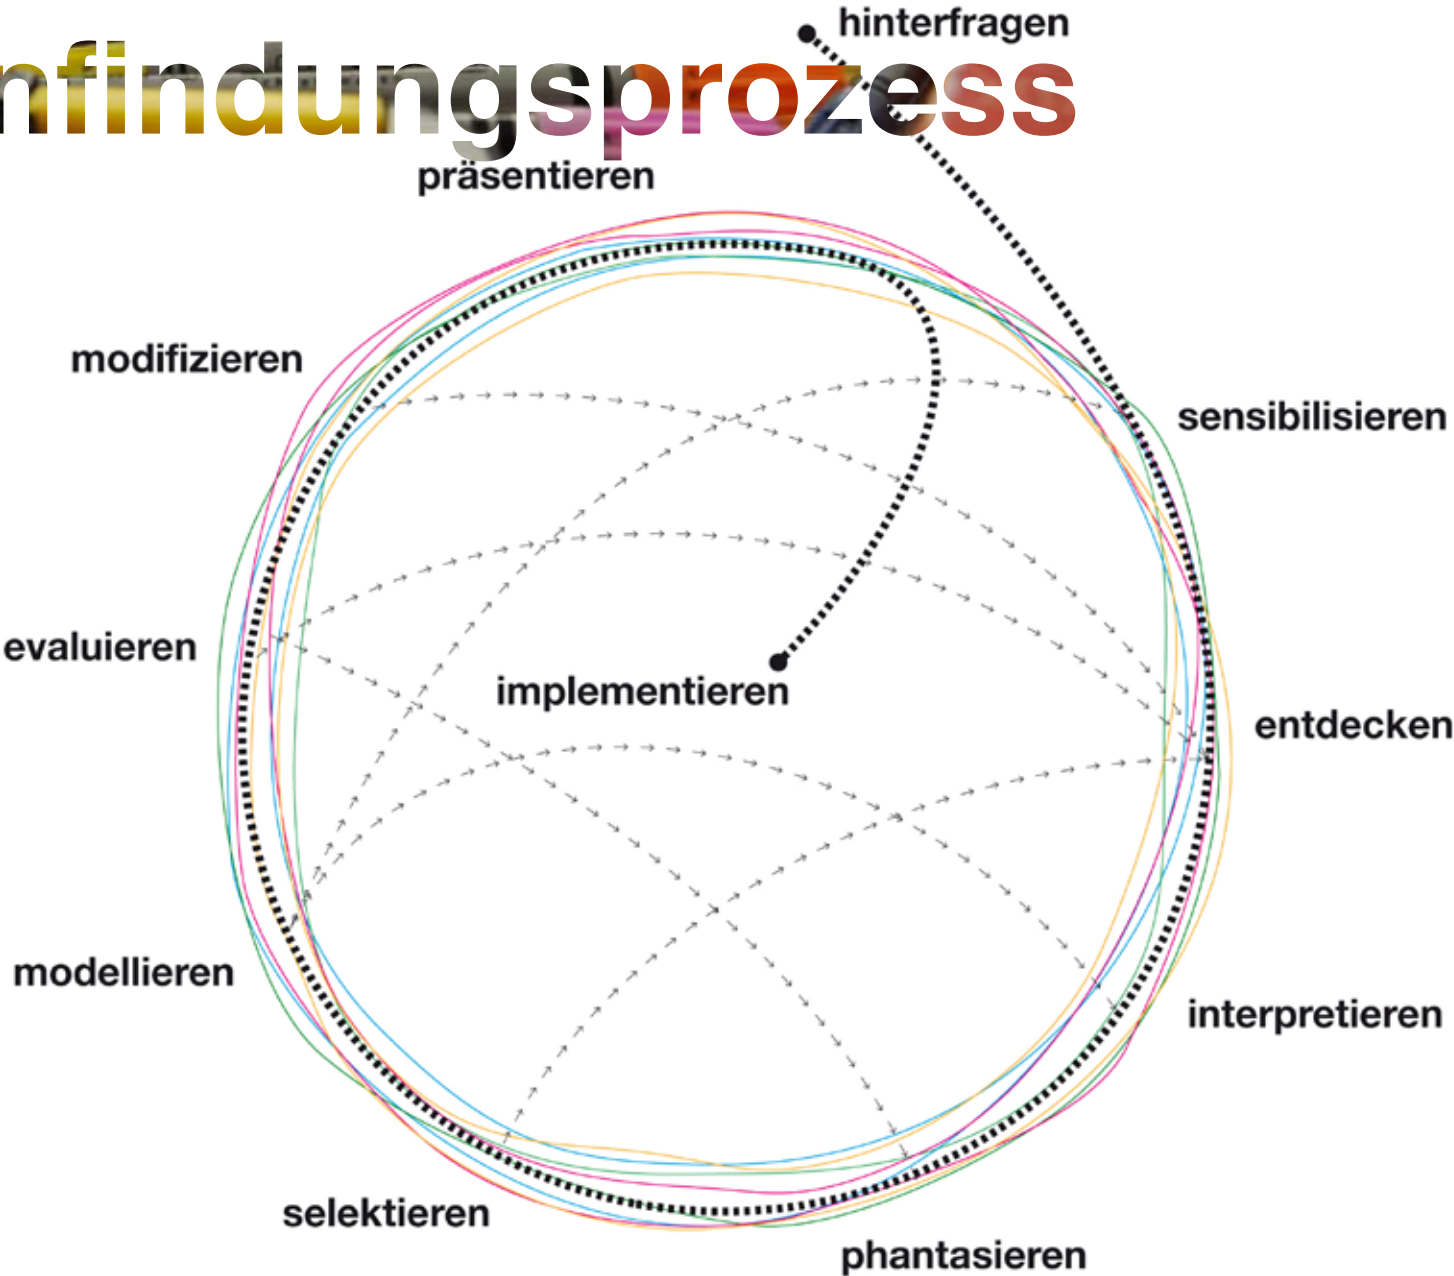 hinterfragen
nfindungsprozess
präsentieren
modifizieren
sensibilisieren
evaluieren
implementieren
entdecken
modellieren
interpretieren
selektieren
phantasieren